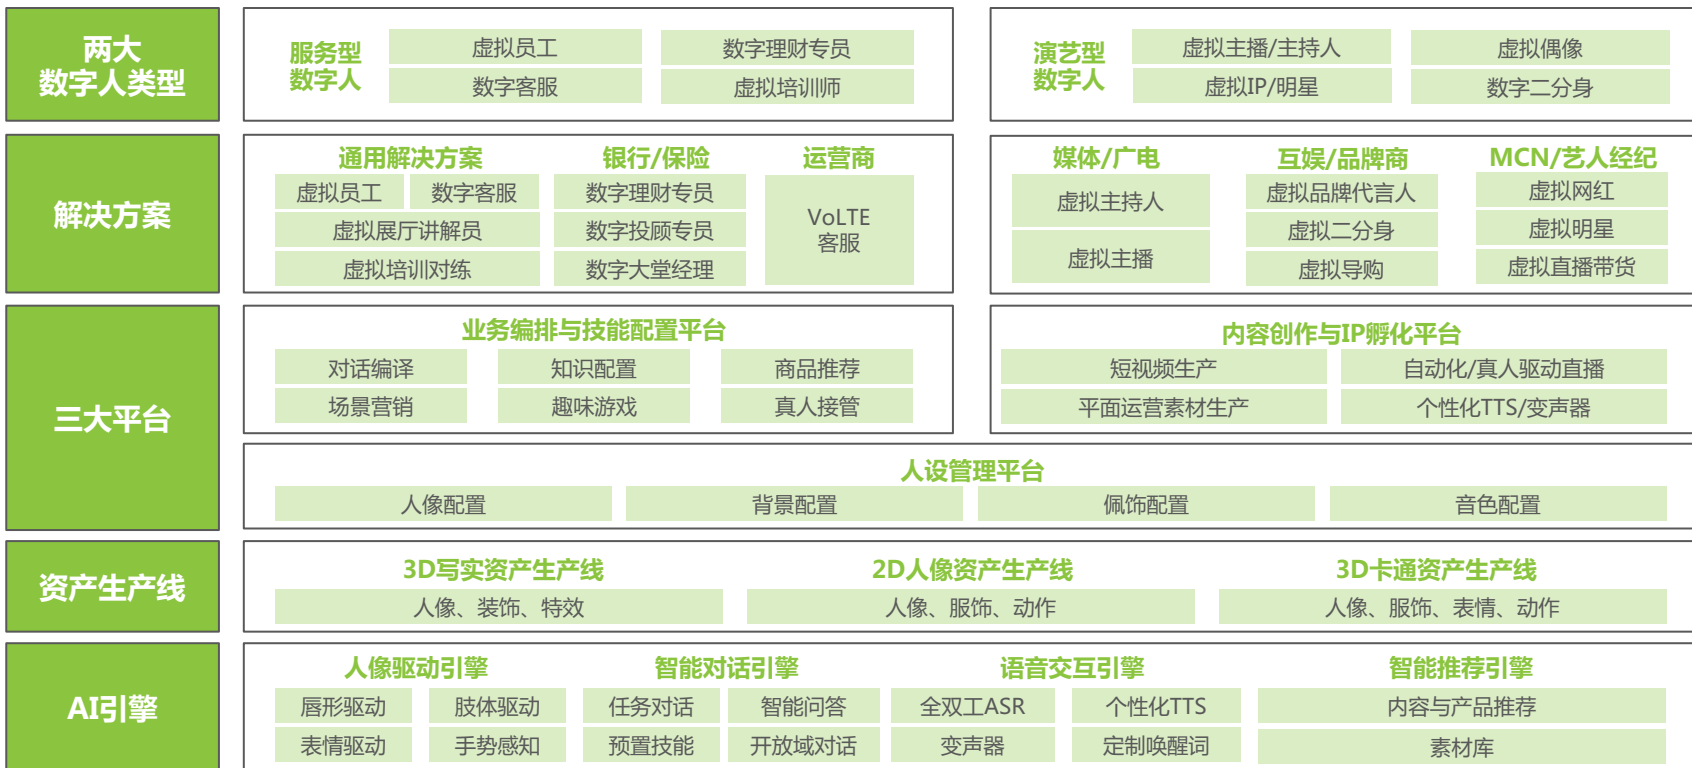 两大
数字人类型
服务型
数字人
虚拟员工
数字理财专员
数字客服
虚拟培训师
演艺型
数字人
虚拟主播/主持人
虚拟偶像
虚拟IP/明星
数字二分身
解决方案
通用解决方案
虚拟员工
数字客服
虚拟展厅讲解员
虚拟培训对练
银行/保险
数字理财专员
数字投顾专员
数字大堂经理
运营商
VoLTE
客服
媒体/广电
虚拟主持人
虚拟主播
互娱/品牌商
虚拟品牌代言人
虚拟二分身
虚拟导购
MCN/艺人经纪
虚拟网红
虚拟明星
虚拟直播带货
三大平台
业务编排与技能配置平台
对话编译
知识配置
商品推荐
场景营销
趣味游戏
真人接管
内容创作与IP孵化平台
短视频生产
自动化/真人驱动直播
平面运营素材生产
个性化TTS/变声器
人设管理平台
人像配置
背景配置
佩饰配置
音色配置
资产生产线
3D写实资产生产线
人像、装饰、特效
2D人像资产生产线
人像、服饰、动作
3D卡通资产生产线
人像、服饰、表情、动作
AI引擎
人像驱动引擎
唇形驱动
肢体驱动
表情驱动
手势感知
智能对话引擎
任务对话
智能问答
预置技能
开放域对话
语音交互引擎
全双工ASR
个性化TTS
变声器
定制唤醒词
智能推荐引擎
内容与产品推荐
素材库